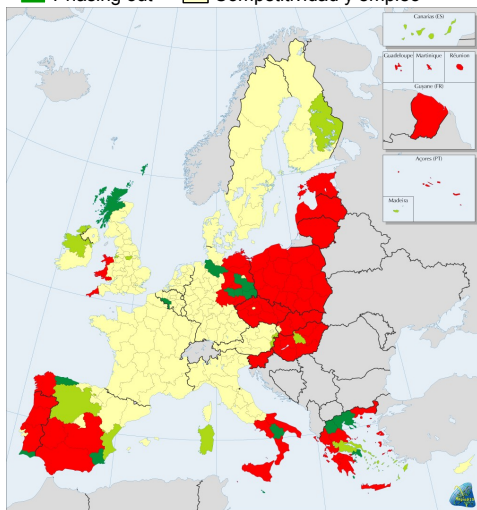 Phasing out Competitividad y empleo
Canarias (ES)
Guadeloupe Martinique Réunion
Guyane (FR)
Açores (PT)
Madeira